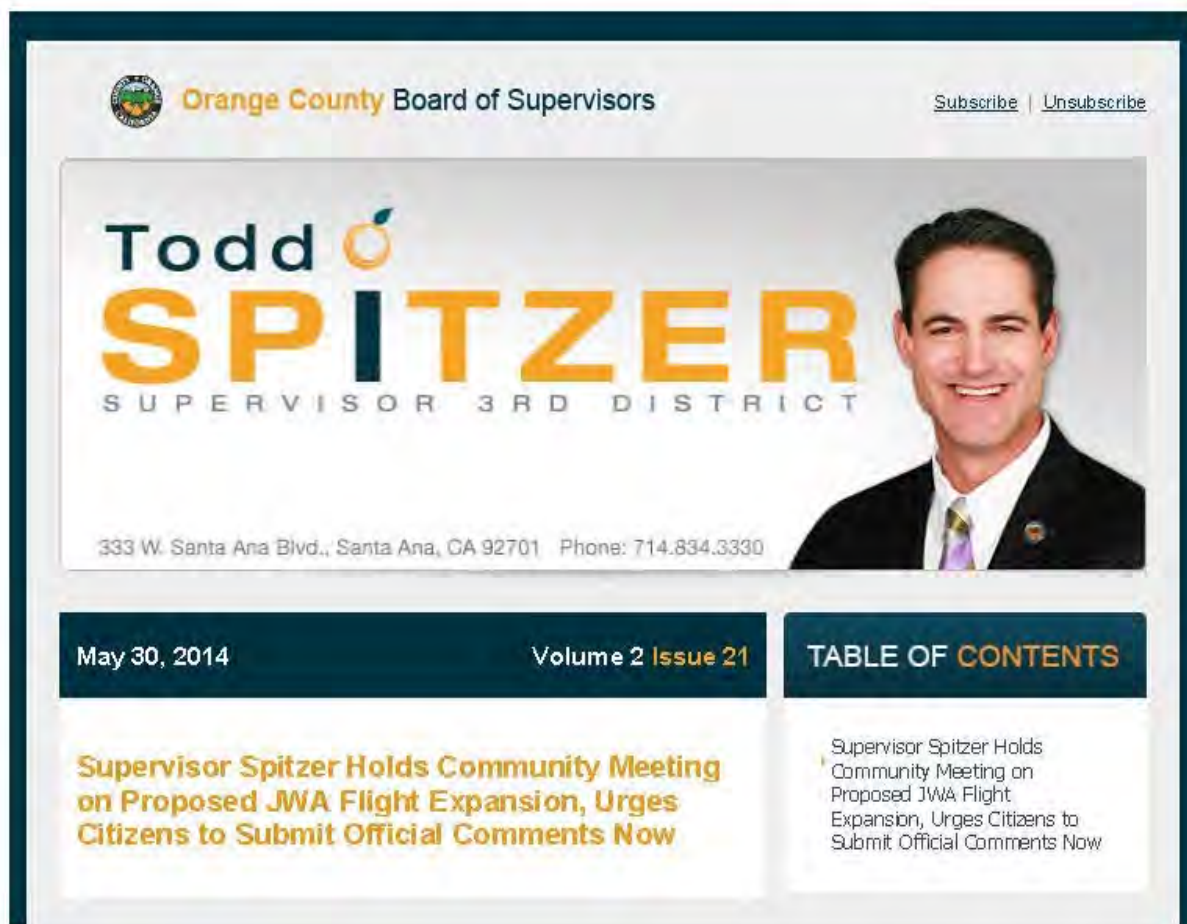 Orange County Board of Supervisors
Subscribe | Unsubscribe
Todd
SPITZER
SUPERVISOR 3RD DISTRICT
333 W. Santa Ana Blvd., Santa Ana, CA 92701 Phone: 714.834.3330
May 30, 2014
Volume 2 Issue 21
Supervisor Spitzer Holds Community Meeting
on Proposed JWA Flight Expansion, Urges
Citizens to Submit Official Comments Now
TABLE OF CONTENTS
Supervisor Spitzer Holds
Community Meeting on
Proposed JWA Flight
Expansion, Urges Citizens to
Submit Official Comments Now